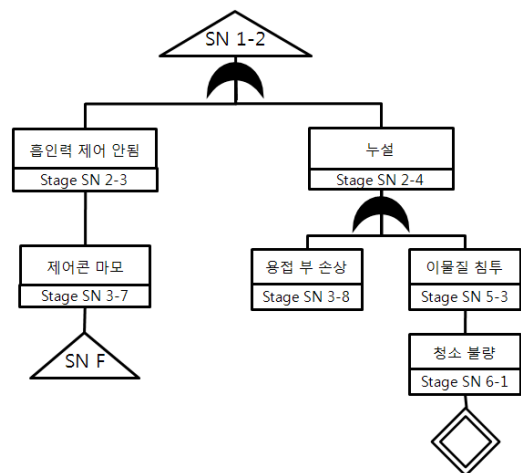 SN 1-2
흡인력 제어 안됨
Stage SN 2-3
누설
Stage SN 2-4
제어콘 마모
Stage SN 3-7
용접 부 손상
Stage SN 3-8
이물질 침투
Stage SN 5-3
SN F
청소 불량
Stage SN 6-1